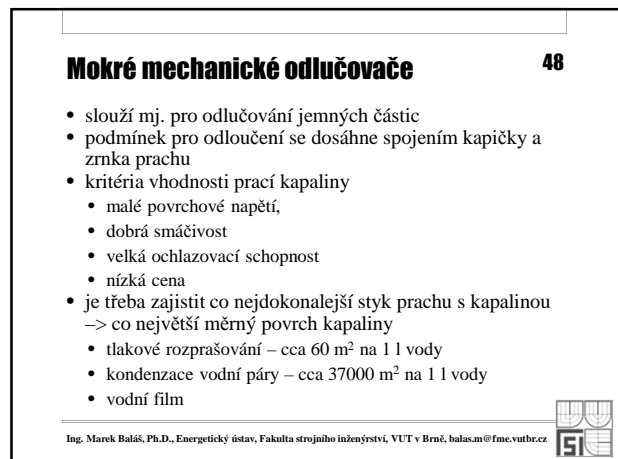 Mokré mechanické odlučovače
48
• slouží mj. pro odlučování jemných částic
• podmínek pro odloučení se dosáhne spojením kapičky a
zrnka prachu
• kritéria vhodnosti prací kapaliny
• malé povrchové napětí,
• dobrá smáčivost
• velká ochlazovací schopnost
• nízká cena
• je třeba zajistit co nejdokonalejší styk prachu s kapalinou
–> co největší měrný povrch kapaliny
• tlakové rozprašování – cca 60 m² na 1 l vody
• kondenzace vodní páry – cca 37000 m² na 1 l vody
• vodní film
Ing. Marek Baláš, Ph.D., Energetický ústav, Fakulta strojního inženýrství, VUT v Brně, balas.m@fme.vutbr.cz